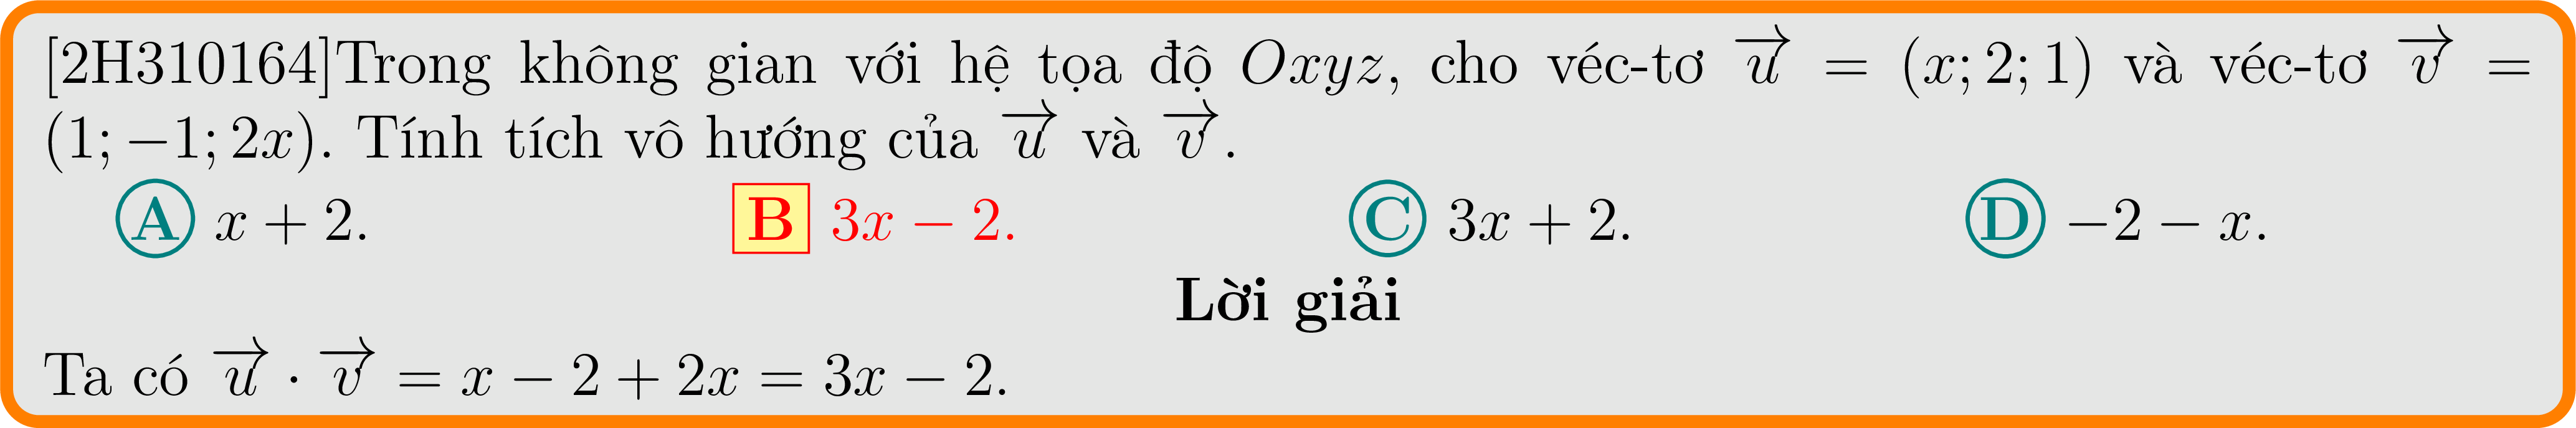 [2H310164]Trong không gian với hệ tọa độ Oxyz, cho véc-tơ $\overrightarrow{u}$ = (x; 2; 1) và véc-tơ $\overrightarrow{v}$ =
(1; −1; 2x). Tính tích vô hướng của $\overrightarrow{u}$ và $\overrightarrow{v}$.
A x + 2. B 3x − 2. C 3x + 2. D −2 − x.
Lời giải
Ta có $\overrightarrow{u}$ · $\overrightarrow{v}$ = x − 2 + 2x = 3x − 2.